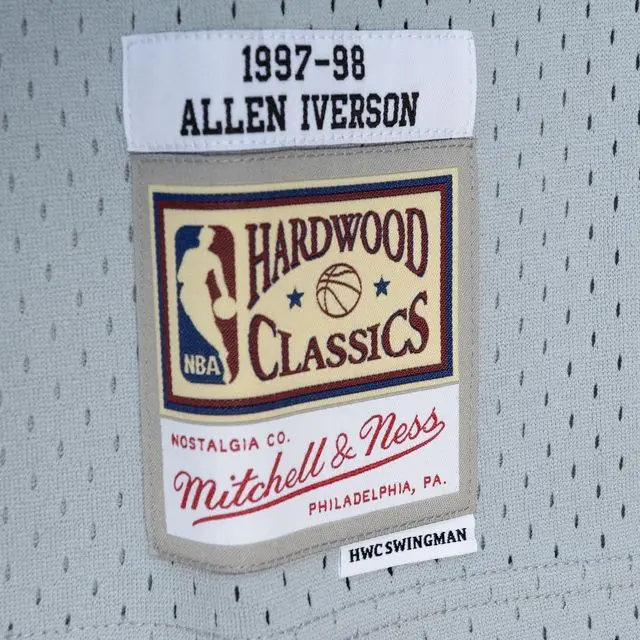 1997-98
ALLEN IVERSON
HARDWOOD
CLASSICS
NBA
NOSTALGIA CO.
Mitchell & Ness
PHILADELPHIA, PA.
HWC SWINGMAN